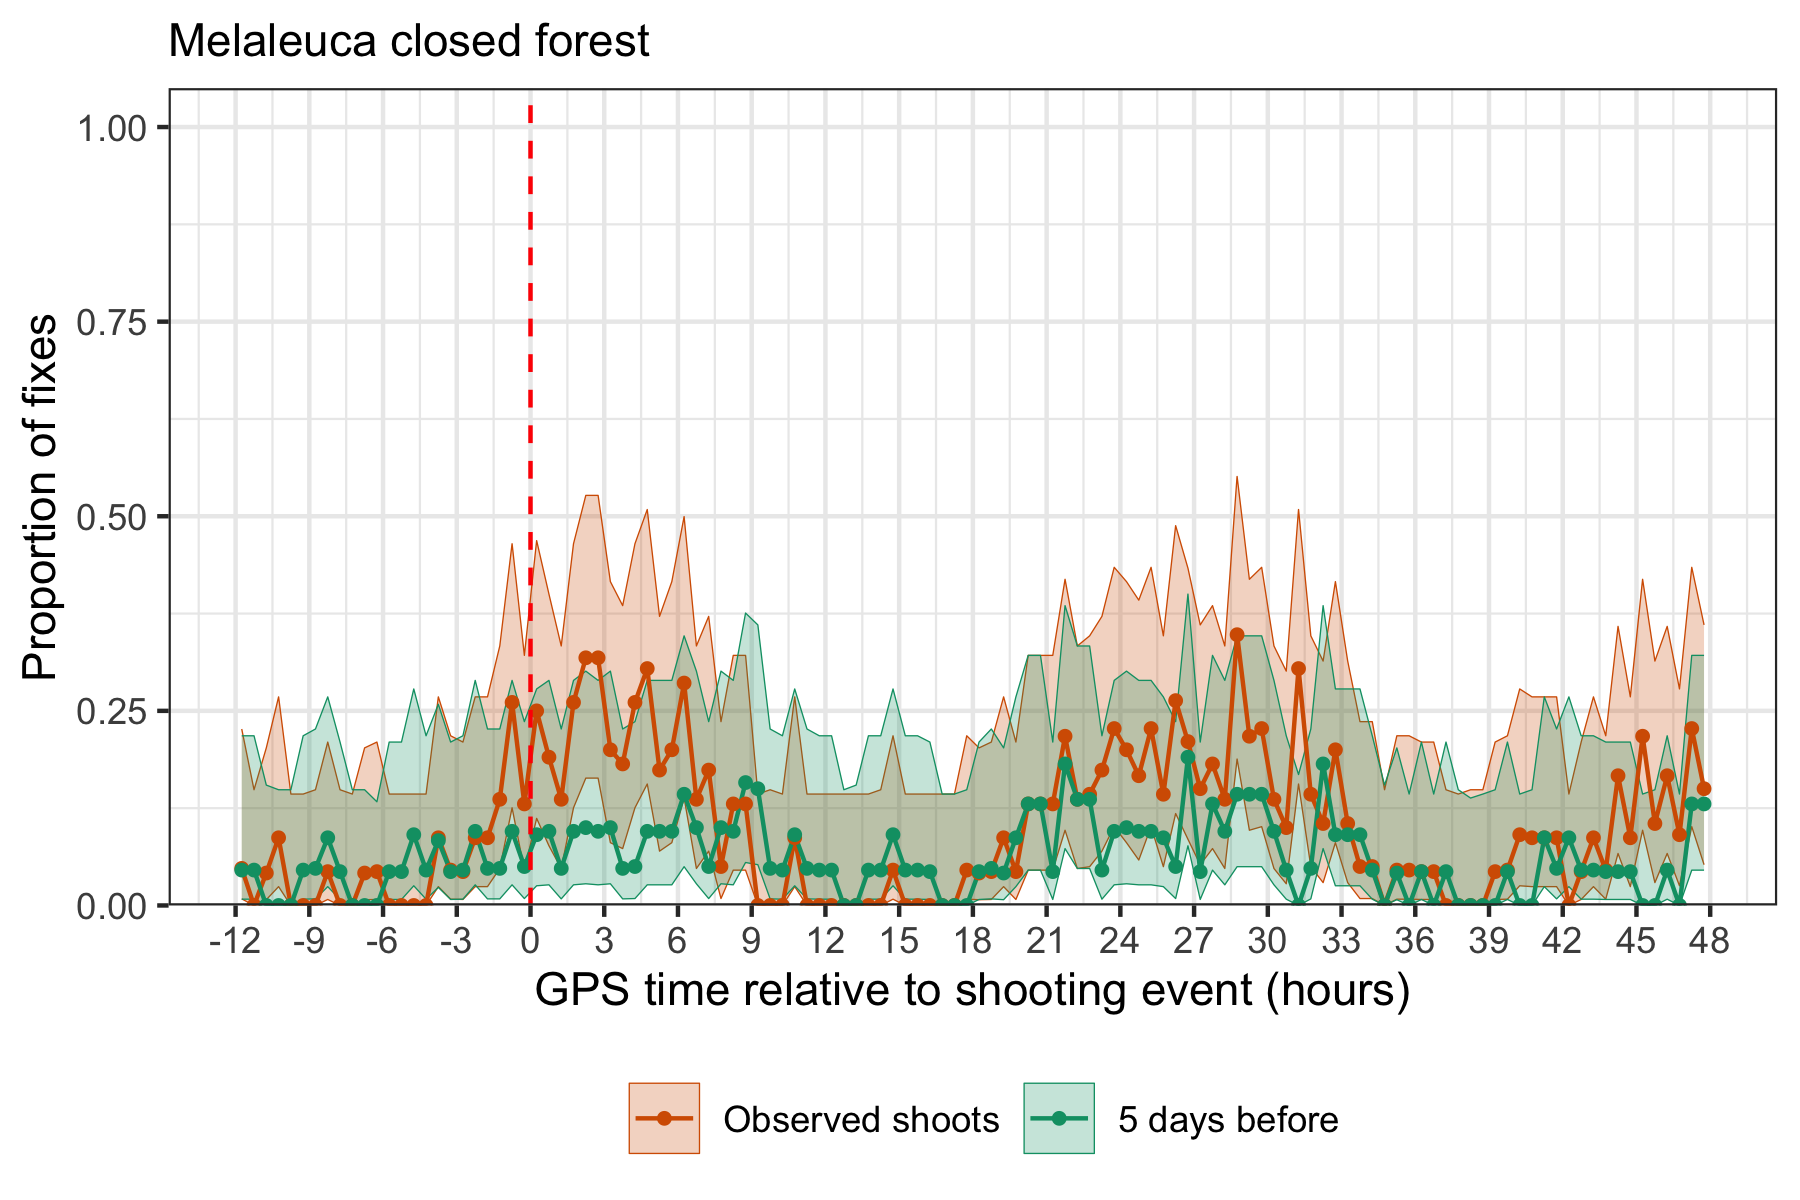 Melaleuca closed forest
Proportion of fixes
1.00
0.75
0.50
0.25
0.00
-12 -9 -6 -3 0 3 6 9 12 15 18 21 24 27 30 33 36 39 42 45 48
GPS time relative to shooting event (hours)
Observed shoots 5 days before